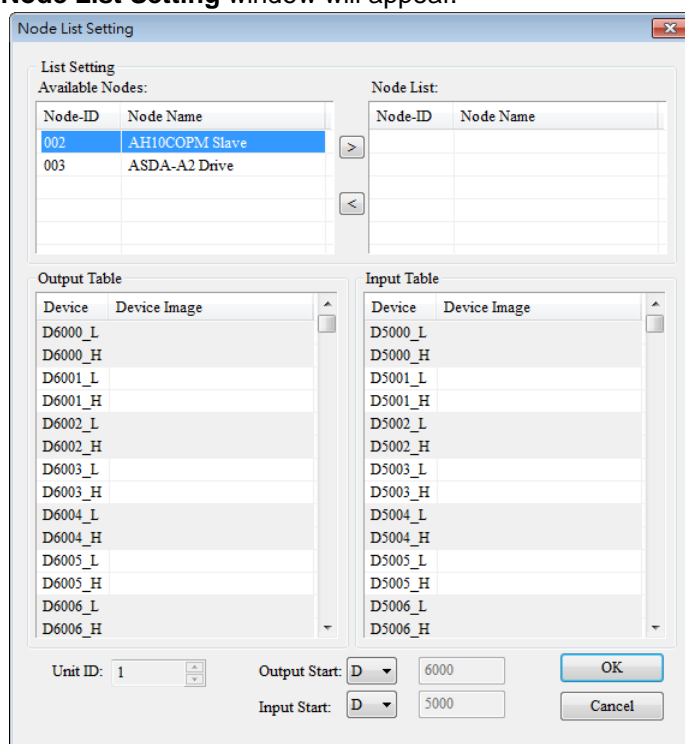 Node List Setting window will appear.
Node List Setting
List Setting
Available Nodes:
Node-ID Node Name
002 AH10COPM Slave
003 ASDA-A2 Drive
>
<
Node List:
Node-ID Node Name
Output Table
Device Device Image
D6000_L
D6000_H
D6001_L
D6001_H
D6002_L
D6002_H
D6003_L
D6003_H
D6004_L
D6004_H
D6005_L
D6005_H
D6006_L
D6006_H
Input Table
Device Device Image
D5000_L
D5000_H
D5001_L
D5001_H
D5002_L
D5002_H
D5003_L
D5003_H
D5004_L
D5004_H
D5005_L
D5005_H
D5006_L
D5006_H
Unit ID: 1
Output Start: D 6000
Input Start: D 5000
OK
Cancel